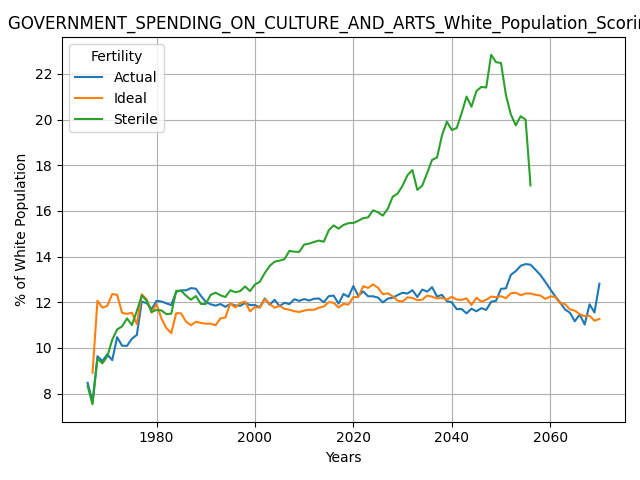 GOVERNMENT_SPENDING_ON_CULTURE_AND_ARTS_White_Population_Scorin
Fertility
Actual
Ideal
Sterile
% of White Population
22
20
18
16
14
12
10
8
1980 2000 2020 2040 2060
Years